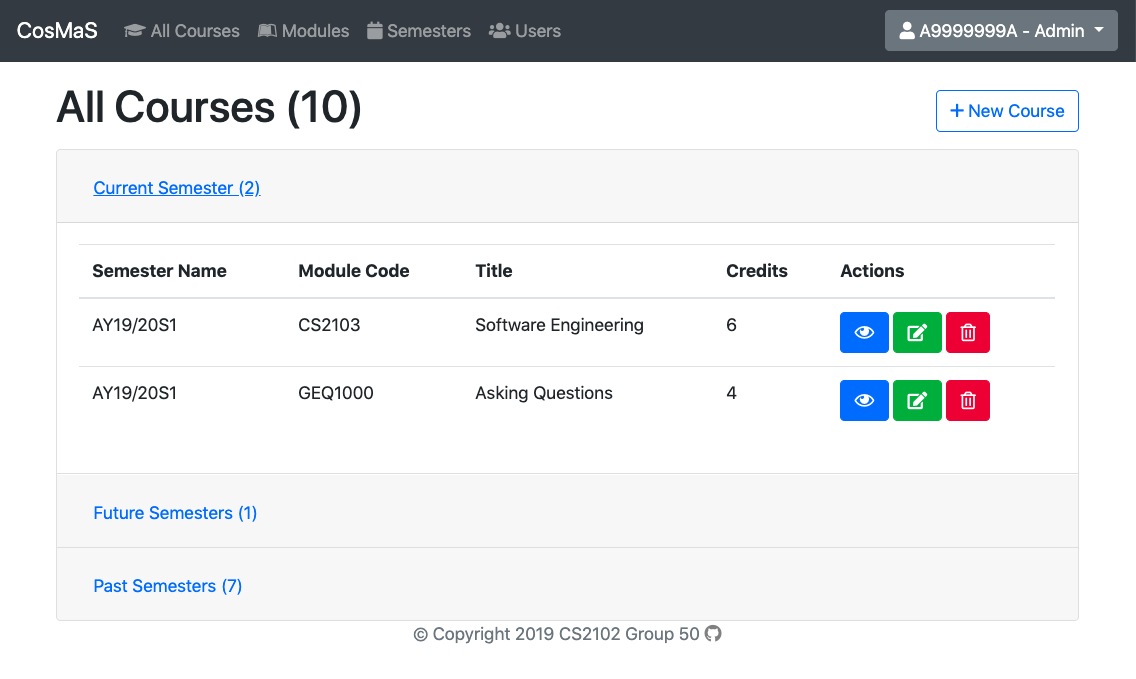 CosMaS All Courses Modules Semesters Users A9999999A - Admin
All Courses (10)
+ New Course
Current Semester (2)
Semester Name Module Code Title Credits Actions
AY19/20S1 CS2103 Software Engineering 6
AY19/20S1 GEQ1000 Asking Questions 4
Future Semesters (1)
Past Semesters (7)
© Copyright 2019 CS2102 Group 50